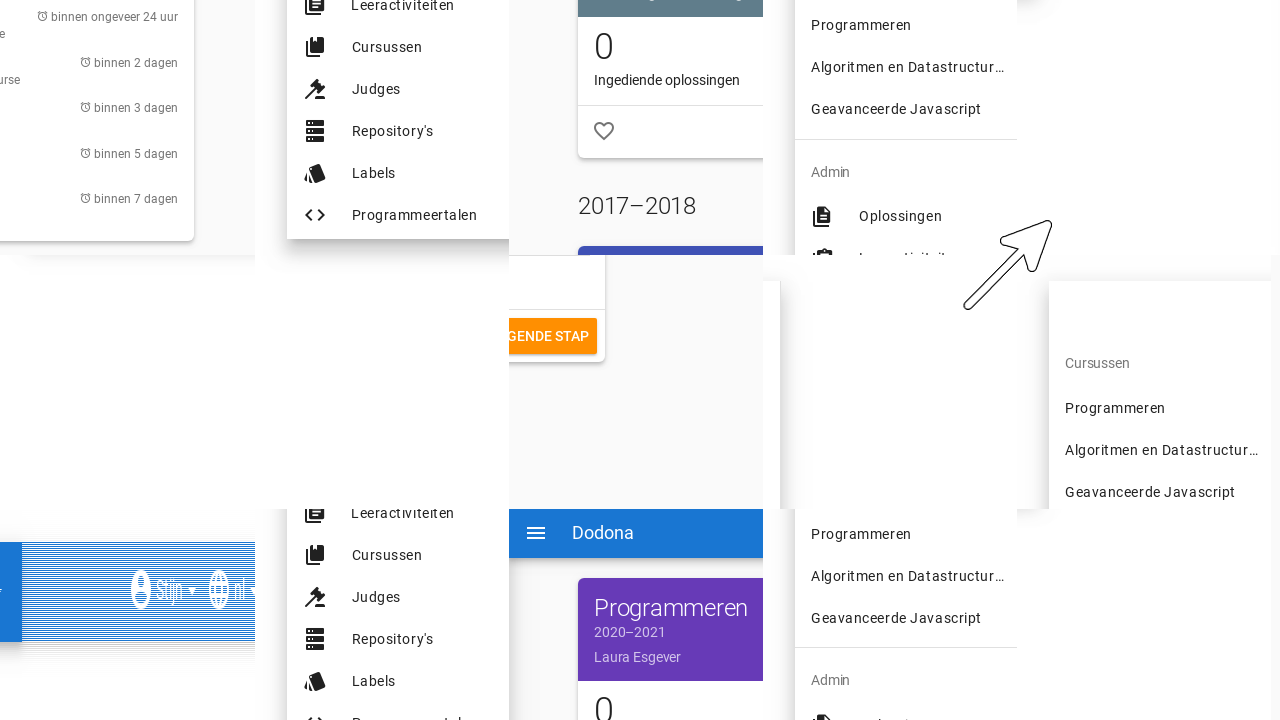 binnen ongeveer 24 uur
e
binnen 2 dagen
urse
binnen 3 dagen
binnen 5 dagen
binnen 7 dagen
Leeractiviteiten
Cursussen
Judges
Repository's
Labels
Programmeertalen
0
Ingediende oplossingen
2017–2018
Programmeren
Algoritmen en Datastructur...
Geavanceerde Javascript
Admin
Oplossingen
GENDE STAP
Cursussen
Programmeren
Algoritmen en Datastructur...
Geavanceerde Javascript
Stijn
nl
Leeractiviteiten
Cursussen
Judges
Repository's
Labels
Dodona
Programmeren
2020–2021
Laura Esgever
0
Programmeren
Algoritmen en Datastructur...
Geavanceerde Javascript
Admin